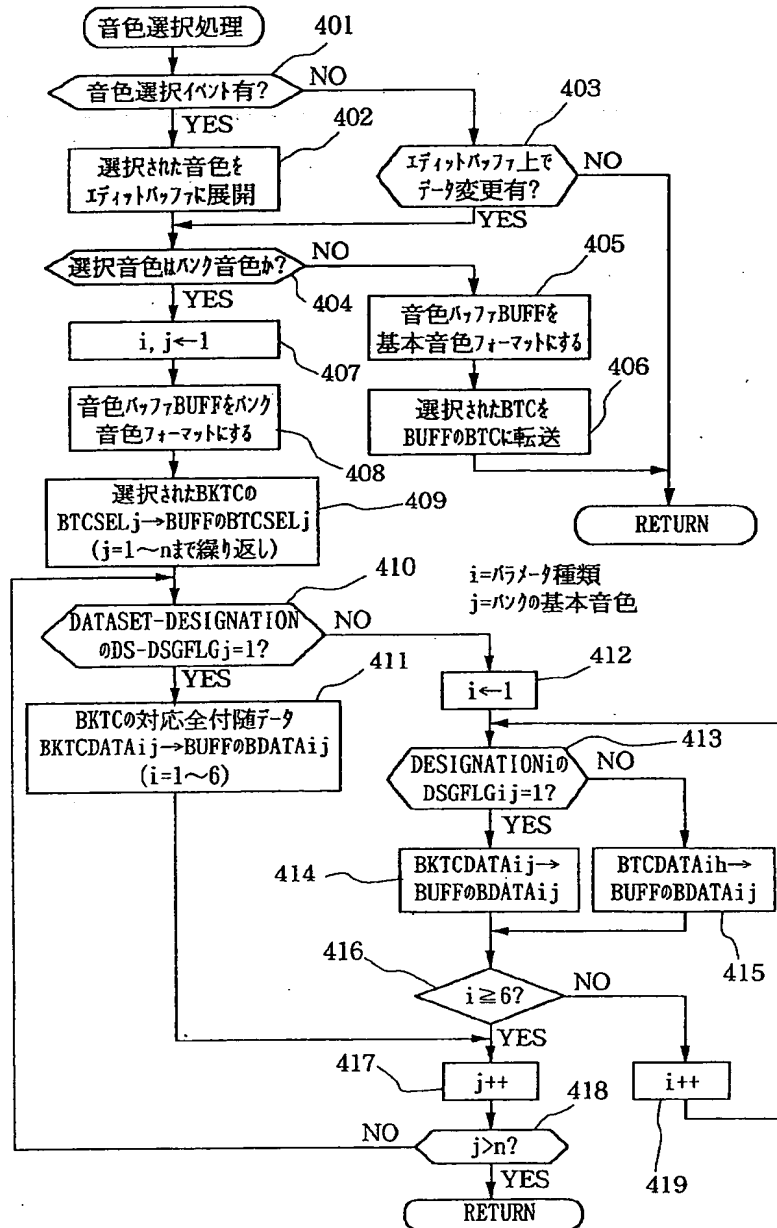 音色選択処理
401
音色選択イベント有?
NO
YES
402
403
選択された音色を
エディットバッファに展開
エディットバッファ上で
データ変更有?
NO
YES
選択音色はバンク音色か?
NO
404
YES
405
音色バッファBUFFを
基本音色フォーマットにする
i, j←1
407
406
音色バッファBUFFをバンク
音色フォーマットにする
408
選択されたBTCを
BUFFのBTCに転送
選択されたBKTCの
BTCSELj→BUFFのBTCSELj
(j=1〜nまで繰り返し)
409
RETURN
410
i=パラメータ種類
j=バンクの基本音色
DATASET-DESIGNATION
のDS-DSGFLGj=1?
NO
YES
411
412
i←1
BKTCの対応全付随データ
BKTCDATAij→BUFFのBDATAij
(i=1〜6)
413
DESIGNATIONiの
DSGFLGij=1?
NO
YES
414
BKTCDATAij→
BUFFのBDATAij
BTCDATAih→
BUFFのBDATAij
415
416
i≧6?
NO
YES
417
j++
i++
419
418
NO
j>n?
YES
RETURN